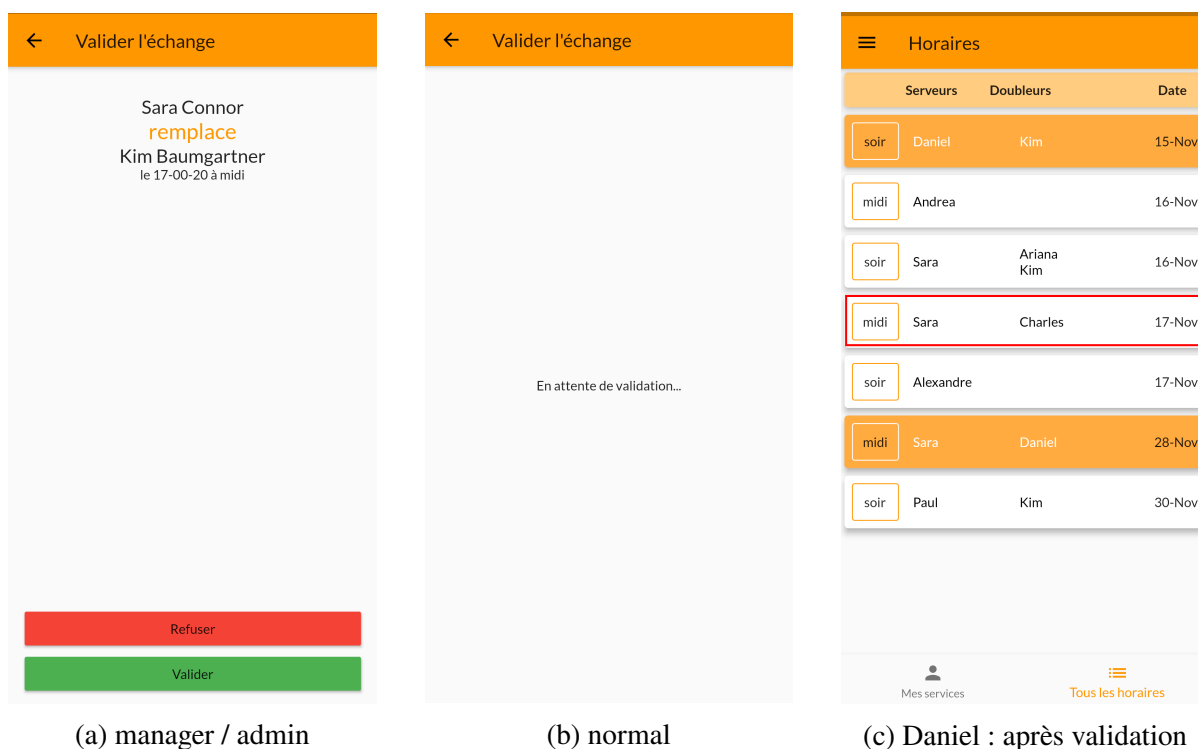 Valider l'échange
Sara Connor
remplace
Kim Baumgartner
le 17-00-20 à midi
Refuser
Valider
(a) manager / admin
Valider l'échange
En attente de validation...
(b) normal
Horaires
Serveurs Doubleurs Date
soir Daniel Kim 15-Nov
midi Andrea 16-Nov
soir Sara Ariana Kim 16-Nov
midi Sara Charles 17-Nov
soir Alexandre 17-Nov
midi Sara Daniel 28-Nov
soir Paul Kim 30-Nov
Mes services Tous les horaires
(c) Daniel : après validation